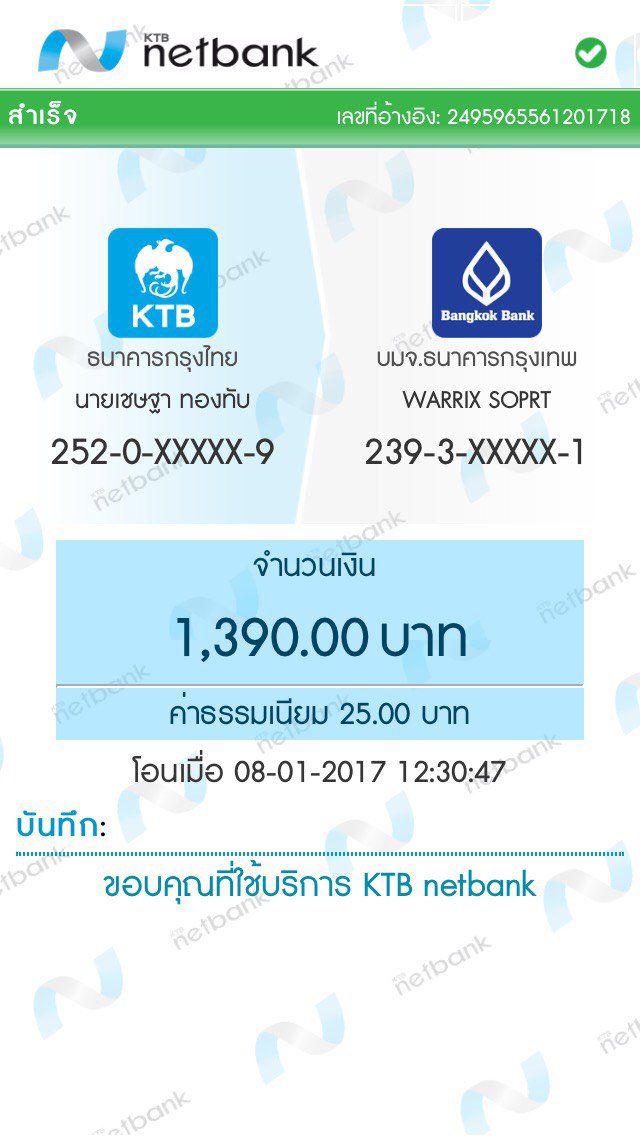 KTB
netbank
สำเร็จ
เลขที่อ้างอิง: 2495965561201718
KTB
ธนาคารกรุงไทย
นายเชษฐา ทองทับ
252-0-XXXXX-9
Bangkok Bank
บมจ.ธนาคารกรุงเทพ
WARRIX SOPRT
239-3-XXXXX-1
จำนวนเงิน
1,390.00 บาท
ค่าธรรมเนียม 25.00 บาท
โอนเมื่อ 08-01-2017 12:30:47
บันทึก:
ขอบคุณที่ใช้บริการ KTB netbank